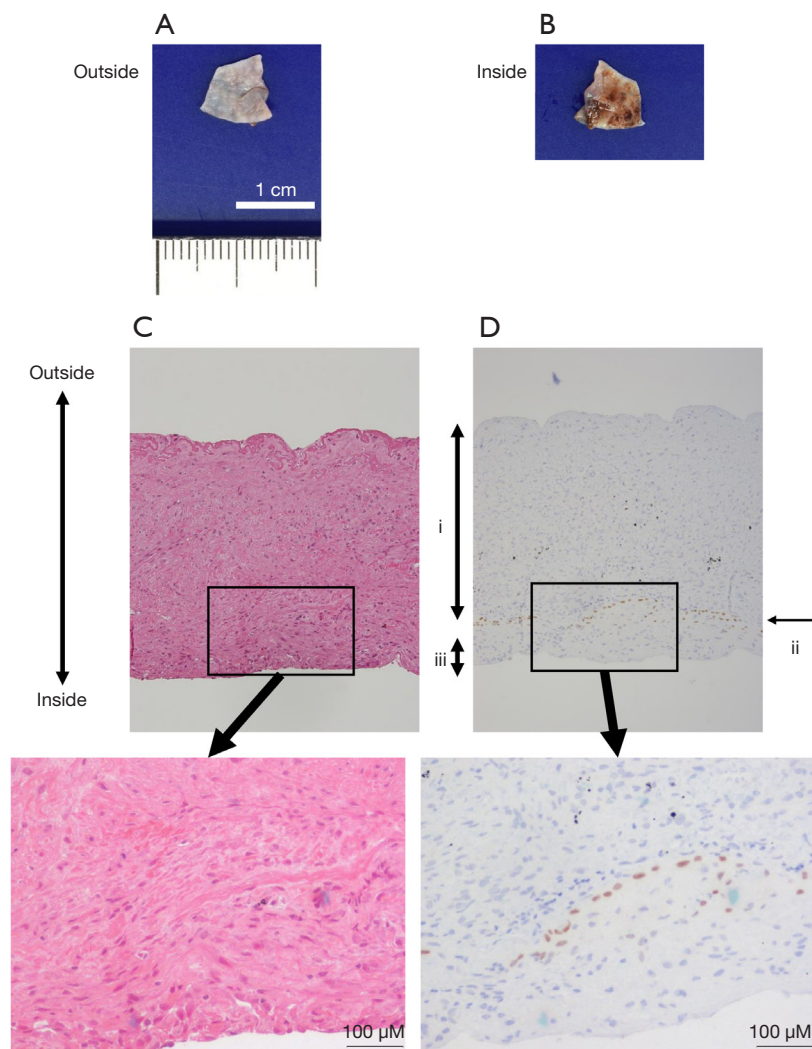 A
B
Outside
Inside
1 cm
C
D
Outside
i
ii
iii
Inside
100 µM
100 µM